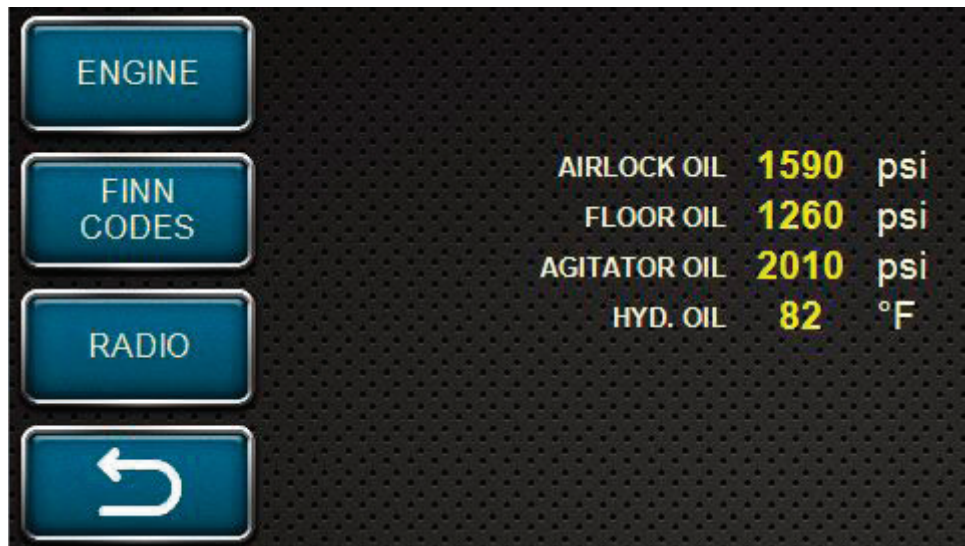 ENGINE
FINN
CODES
RADIO
AIRLOCK OIL 1590 psi
FLOOR OIL 1260 psi
AGITATOR OIL 2010 psi
HYD. OIL 82 °F